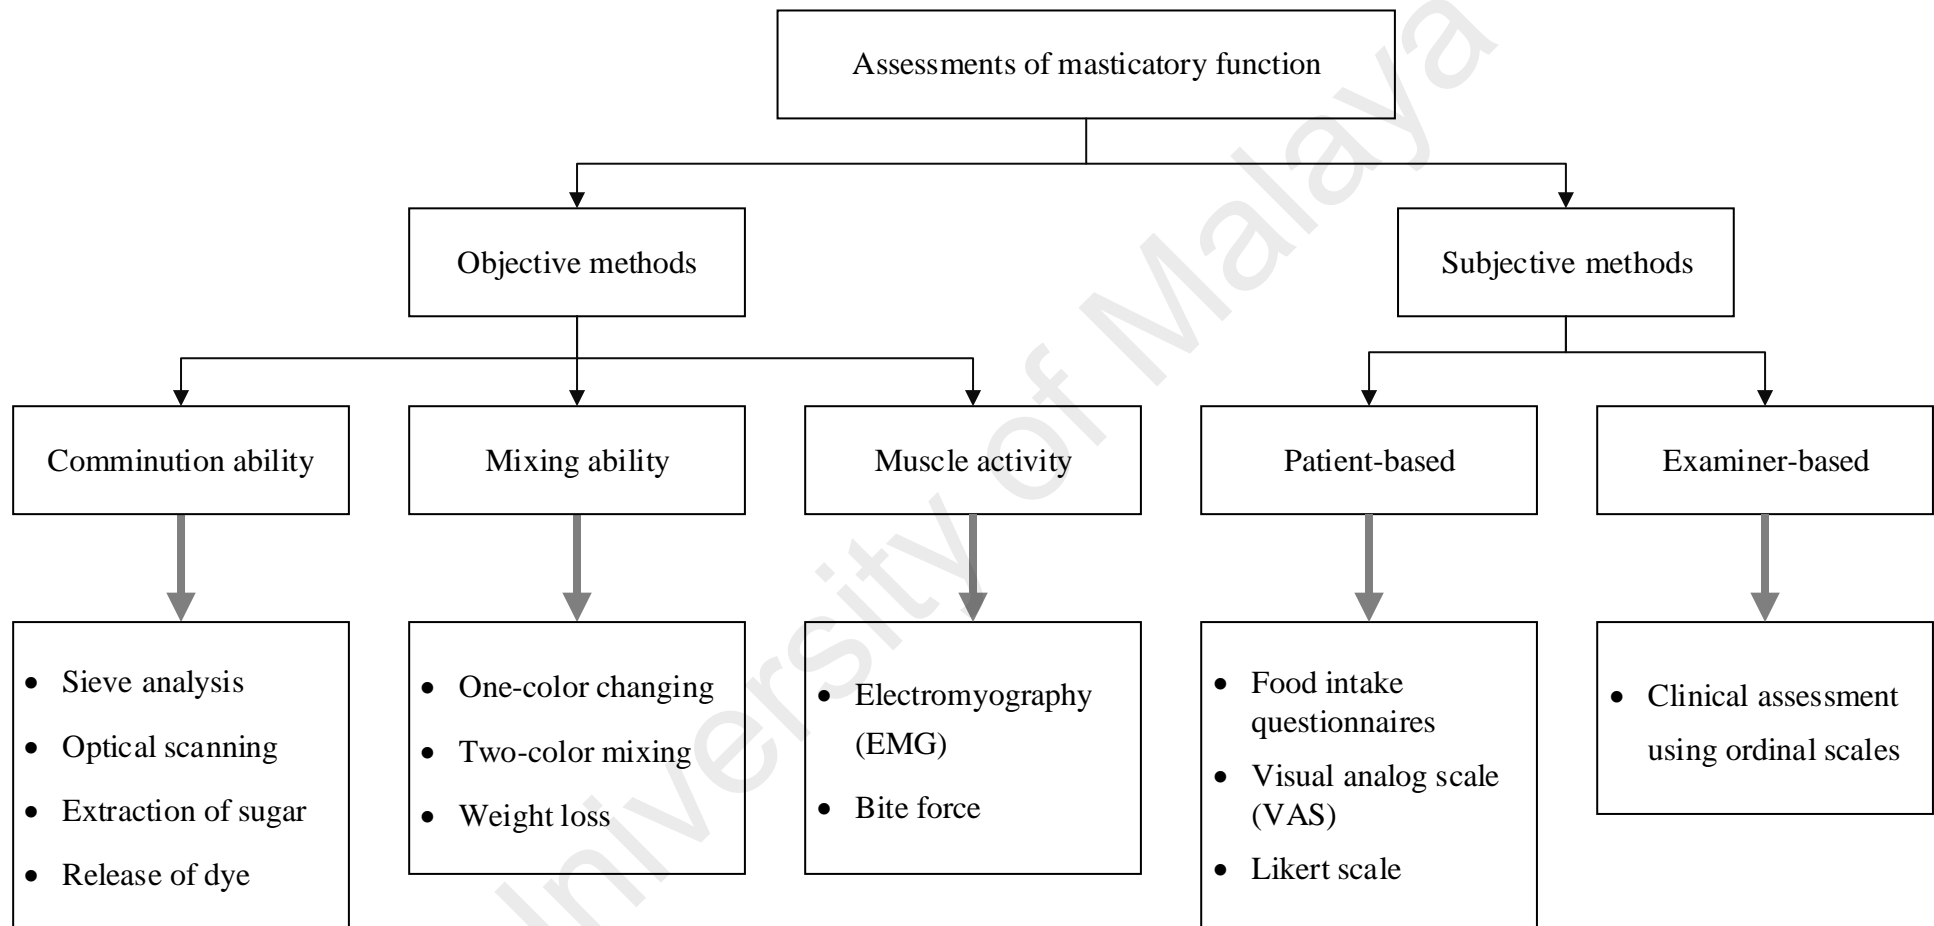 Assessments of masticatory function
Objective methods
Subjective methods
Comminution ability
Mixing ability
Muscle activity
Patient-based
Examiner-based
• Sieve analysis
• Optical scanning
• Extraction of sugar
• Release of dye
• One-color changing
• Two-color mixing
• Weight loss
• Electromyography
(EMG)
• Bite force
• Food intake
questionnaires
• Visual analog scale
(VAS)
• Likert scale
• Clinical assessment
using ordinal scales
University of Malaya